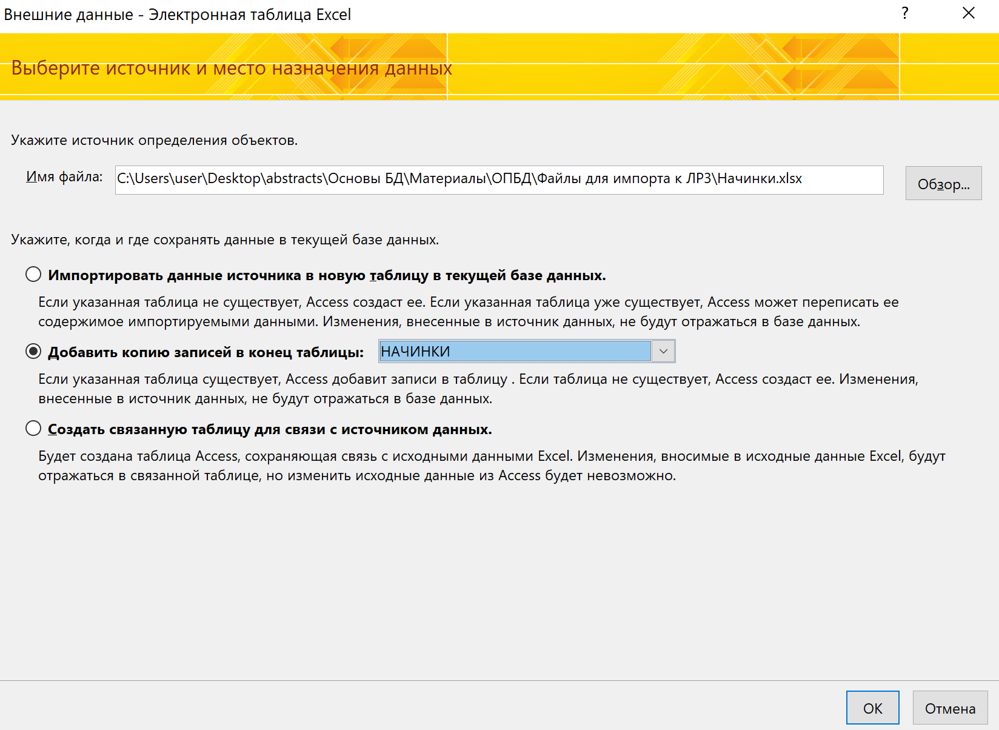 Внешние данные - Электронная таблица Excel
?
Выберите источник и место назначения данных
Укажите источник определения объектов.
Имя файла: C:\Users\user\Desktop\abstracts\Основы БД\Материалы\ОПБД\Файлы для импорта к ЛР3\Начинки.xlsx Обзор...
Укажите, когда и где сохранять данные в текущей базе данных.
Импортировать данные источника в новую таблицу в текущей базе данных.
Если указанная таблица не существует, Access создаст ее. Если указанная таблица уже существует, Access может переписать ее
содержимое импортируемыми данными. Изменения, внесенные в источник данных, не будут отражаться в базе данных.
Добавить копию записей в конец таблицы: НАЧИНКИ
Если указанная таблица существует, Access добавит записи в таблицу . Если таблица не существует, Access создаст ее. Изменения,
внесенные в источник данных, не будут отражаться в базе данных.
Создать связанную таблицу для связи с источником данных.
Будет создана таблица Access, сохраняющая связь с исходными данными Excel. Изменения, вносимые в исходные данные Excel, будут
отражаться в связанной таблице, но изменить исходные данные из Access будет невозможно.
ОК Отмена